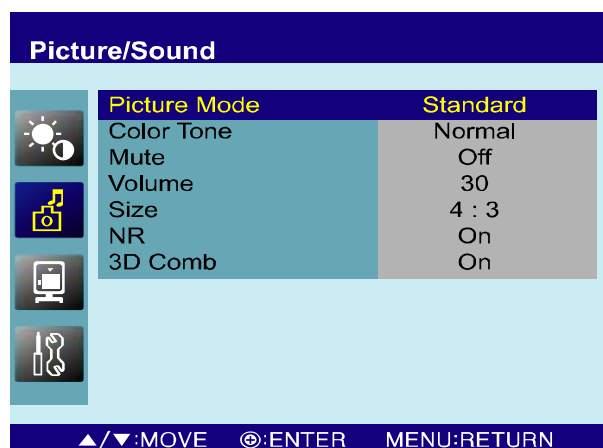 Picture/Sound
Picture Mode Standard
Color Tone Normal
Mute Off
Volume 30
Size 4 : 3
NR On
3D Comb On
▲/▼:MOVE ⊕:ENTER MENU:RETURN